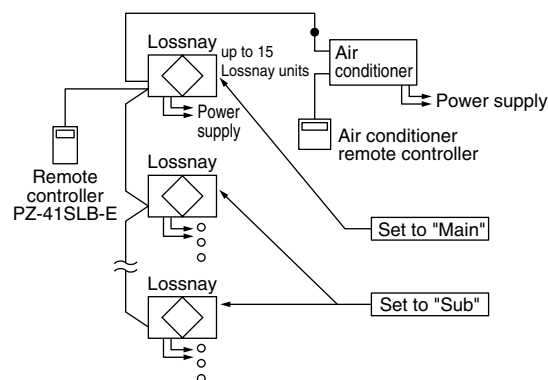 Lossnay
up to 15
Lossnay units
Air
conditioner
Power
supply
Power supply
Air conditioner
remote controller
Remote
controller
PZ-41SLB-E
Lossnay
Set to "Main"
Lossnay
Set to "Sub"